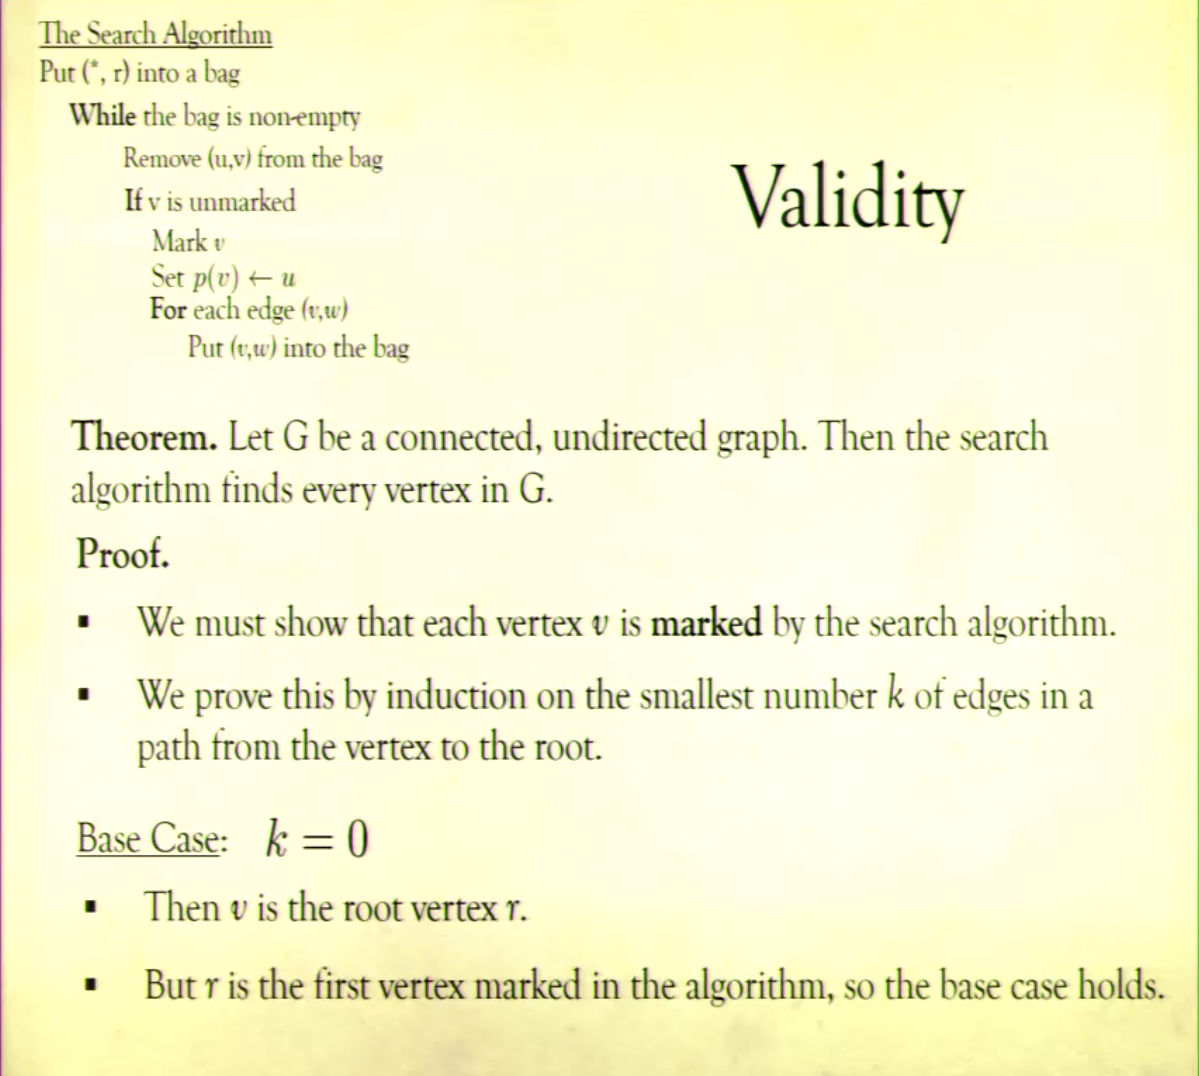 The Search Algorithm
Put (*, r) into a bag
While the bag is non-empty
Remove (u,v) from the bag
If v is unmarked
Mark v
Set p(v) ← u
For each edge (v,w)
Put (v,w) into the bag
Validity
Theorem. Let G be a connected, undirected graph. Then the search
algorithm finds every vertex in G.
Proof.
▪ We must show that each vertex v is marked by the search algorithm.
▪ We prove this by induction on the smallest number k of edges in a
path from the vertex to the root.
Base Case: k = 0
▪ Then v is the root vertex r.
▪ But r is the first vertex marked in the algorithm, so the base case holds.